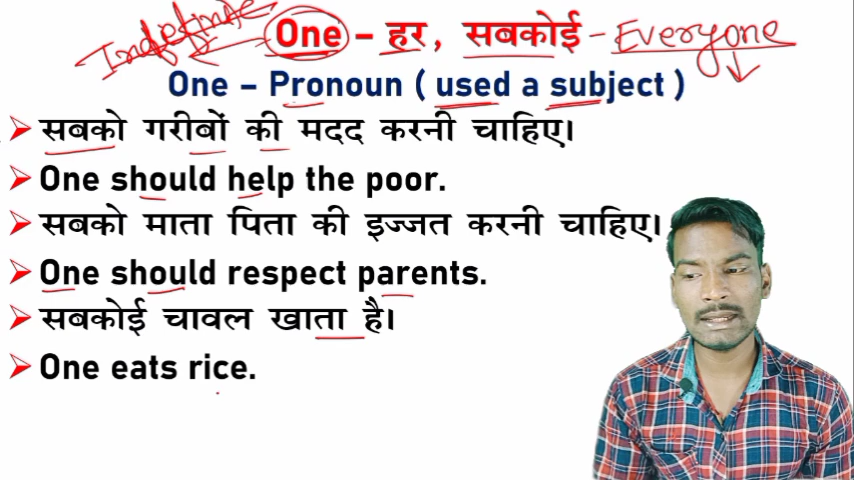 Indefinite One – हर, सबकोई - Everyone
One – Pronoun ( used a subject )
➤ सबको गरीबों की मदद करनी चाहिए।
➤ One should help the poor.
➤ सबको माता पिता की इज्जत करनी चाहिए।
➤ One should respect parents.
➤ सबकोई चावल खाता है।
➤ One eats rice.